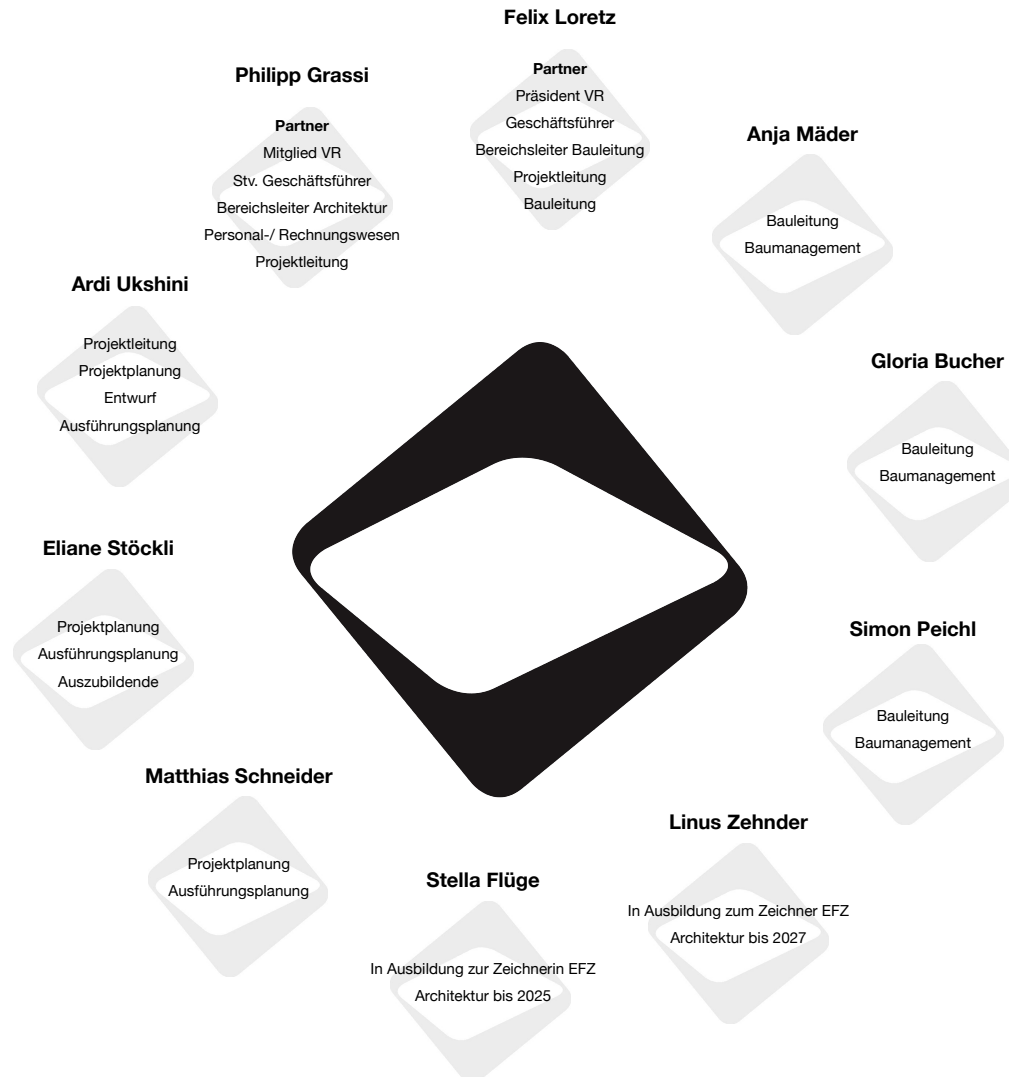 Felix Loretz
Partner
Präsident VR
Geschäftsführer
Bereichsleiter Bauleitung
Projektleitung
Bauleitung
Philipp Grassi
Partner
Mitglied VR
Stv. Geschäftsführer
Bereichsleiter Architektur
Personal-/ Rechnungswesen
Projektleitung
Anja Mäder
Bauleitung
Baumanagement
Ardi Ukshini
Projektleitung
Projektplanung
Entwurf
Ausführungsplanung
Gloria Bucher
Bauleitung
Baumanagement
Eliane Stöckli
Projektplanung
Ausführungsplanung
Auszubildende
Simon Peichl
Bauleitung
Baumanagement
Matthias Schneider
Projektplanung
Ausführungsplanung
Linus Zehnder
In Ausbildung zum Zeichner EFZ
Architektur bis 2027
Stella Flüge
In Ausbildung zur Zeichnerin EFZ
Architektur bis 2025